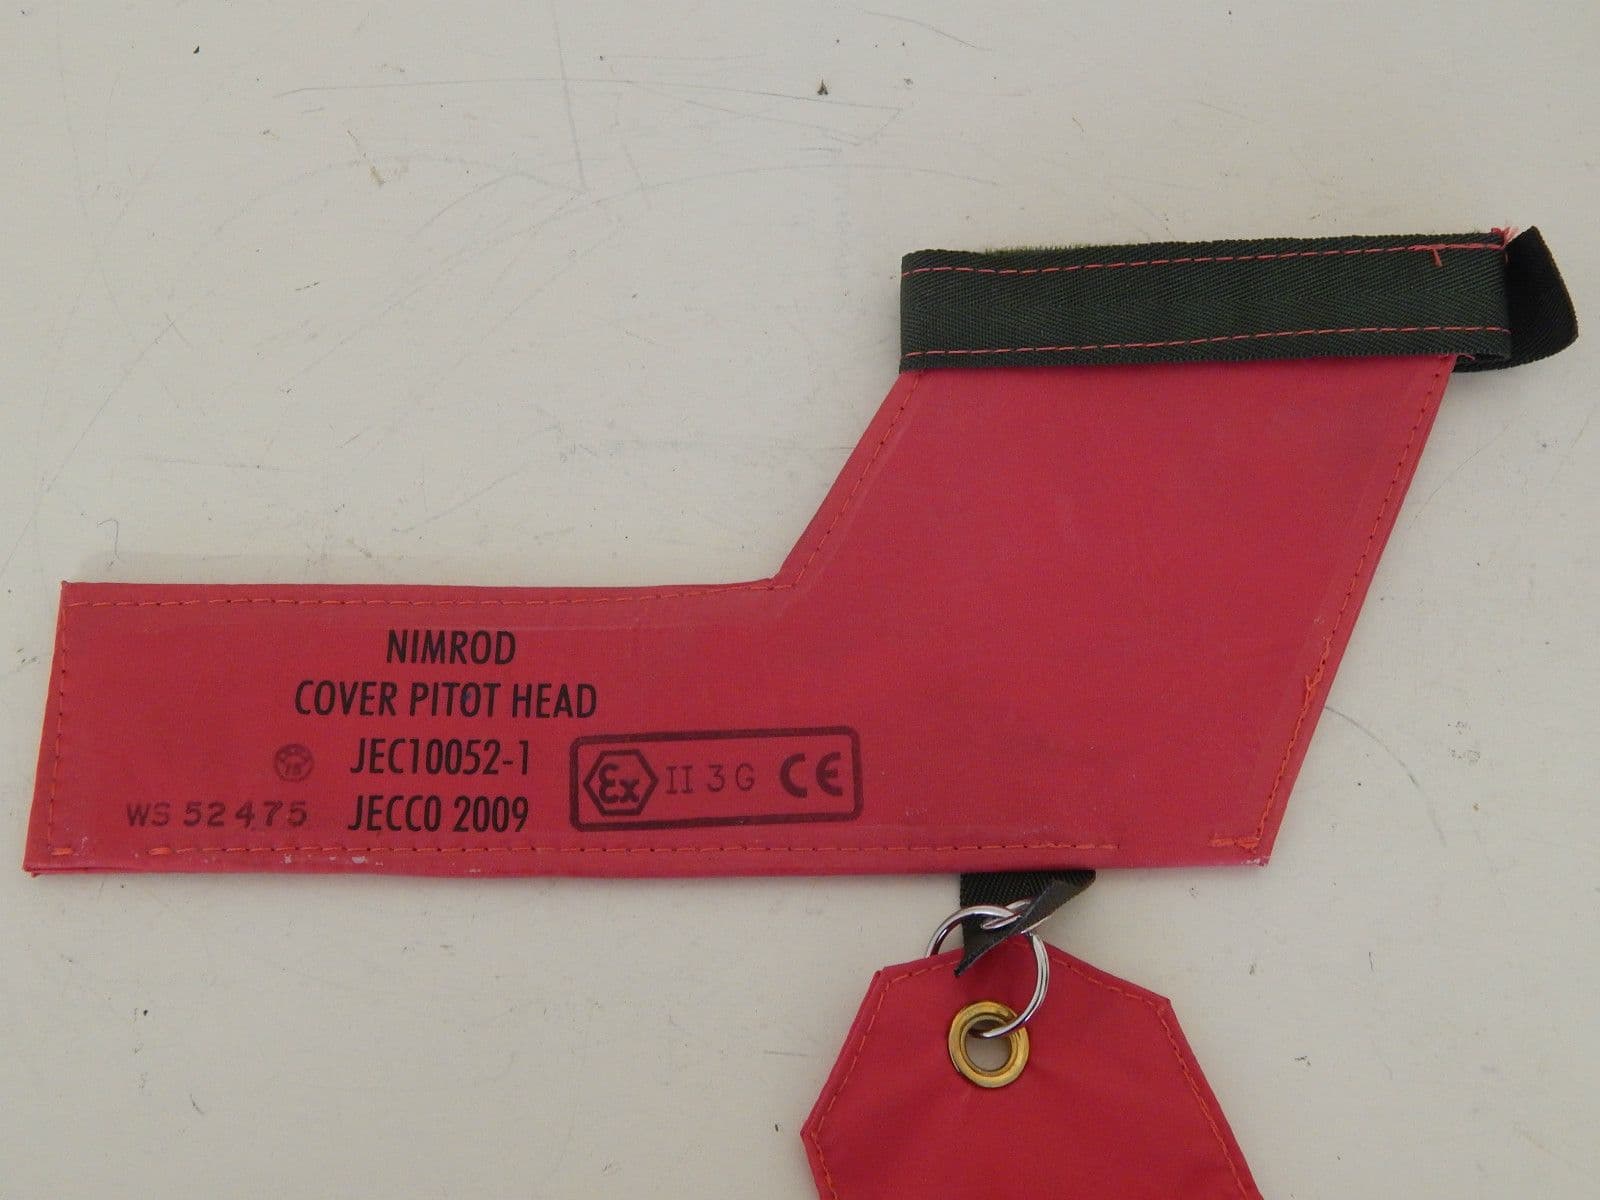 NIMROD
COVER PITOT HEAD
JEC10052-1
WS 52475 JECCO 2009
Ex II 3 G CE